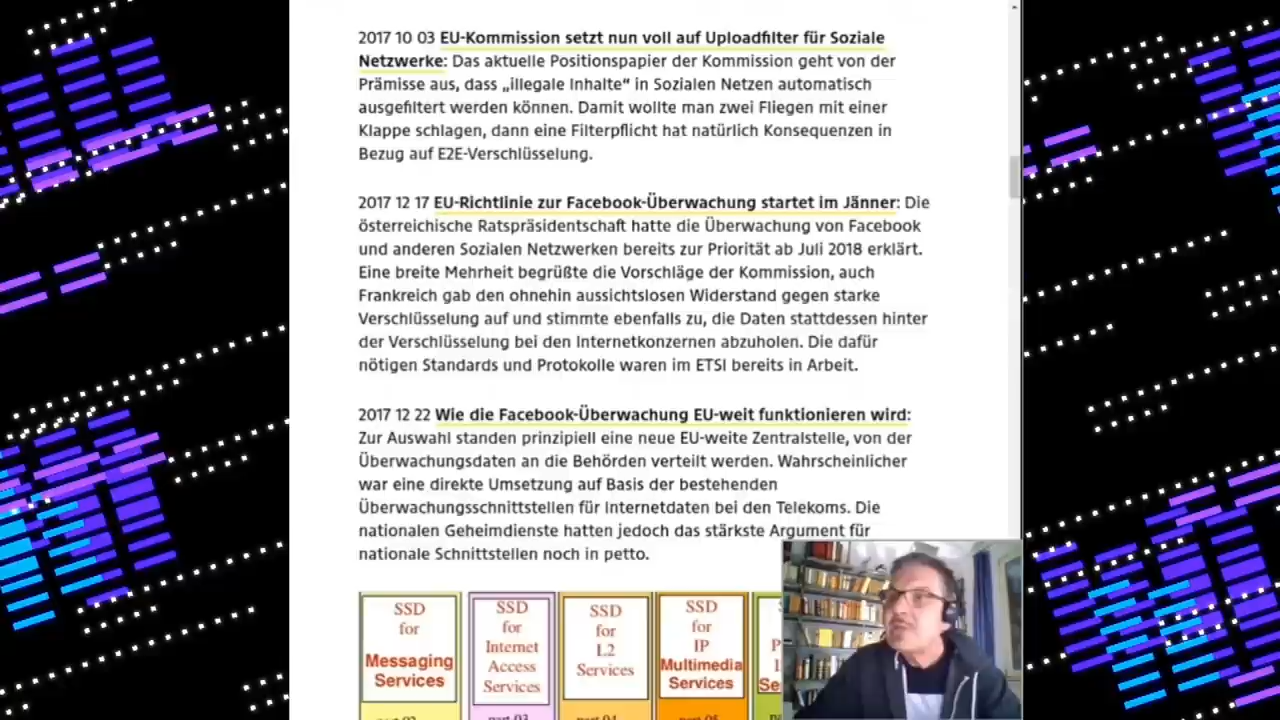 2017 10 03 EU-Kommission setzt nun voll auf Uploadfilter für Soziale
Netzwerke: Das aktuelle Positionspapier der Kommission geht von der
Prämisse aus, dass „illegale Inhalte“ in Sozialen Netzen automatisch
ausgefiltert werden können. Damit wollte man zwei Fliegen mit einer
Klappe schlagen, dann eine Filterpflicht hat natürlich Konsequenzen in
Bezug auf E2E-Verschlüsselung.
2017 12 17 EU-Richtlinie zur Facebook-Überwachung startet im Jänner: Die
österreichische Ratspräsidentschaft hatte die Überwachung von Facebook
und anderen Sozialen Netzwerken bereits zur Priorität ab Juli 2018 erklärt.
Eine breite Mehrheit begrüßte die Vorschläge der Kommission, auch
Frankreich gab den ohnehin aussichtslosen Widerstand gegen starke
Verschlüsselung auf und stimmte ebenfalls zu, die Daten stattdessen hinter
der Verschlüsselung bei den Internetkonzernen abzuholen. Die dafür
nötigen Standards und Protokolle waren im ETSI bereits in Arbeit.
2017 12 22 Wie die Facebook-Überwachung EU-weit funktionieren wird:
Zur Auswahl standen prinzipiell eine neue EU-weite Zentralstelle, von der
Überwachungsdaten an die Behörden verteilt werden. Wahrscheinlicher
war eine direkte Umsetzung auf Basis der bestehenden
Überwachungsschnittstellen für Internetdaten bei den Telekoms. Die
nationalen Geheimdienste hatten jedoch das stärkste Argument für
nationale Schnittstellen noch in petto.
SSD
for
Messaging
Services
SSD
for
Internet
Access
Services
SSD
for
L2
Services
SSD
for
IP
Multimedia
Services